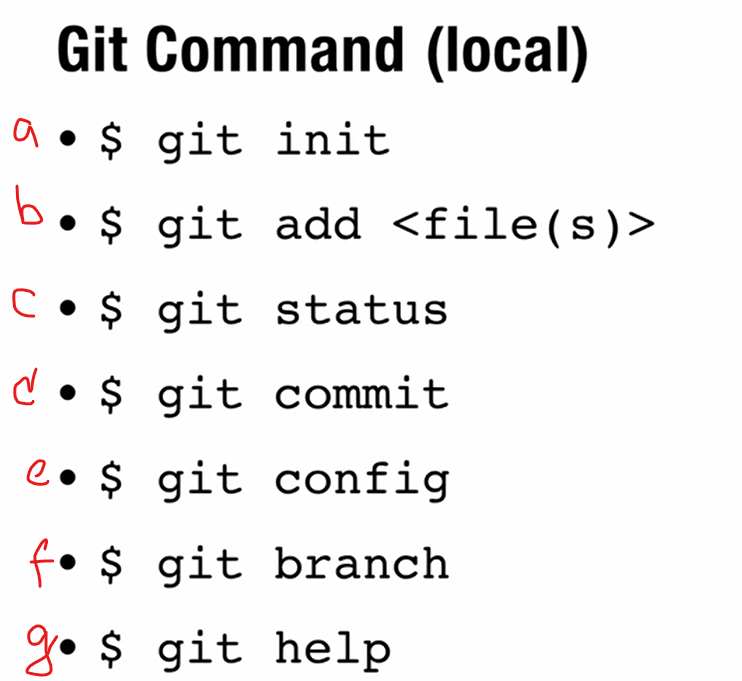 Git Command (local)
a • $ git init
b • $ git add <file(s)>
c • $ git status
d • $ git commit
e • $ git config
f • $ git branch
g • $ git help